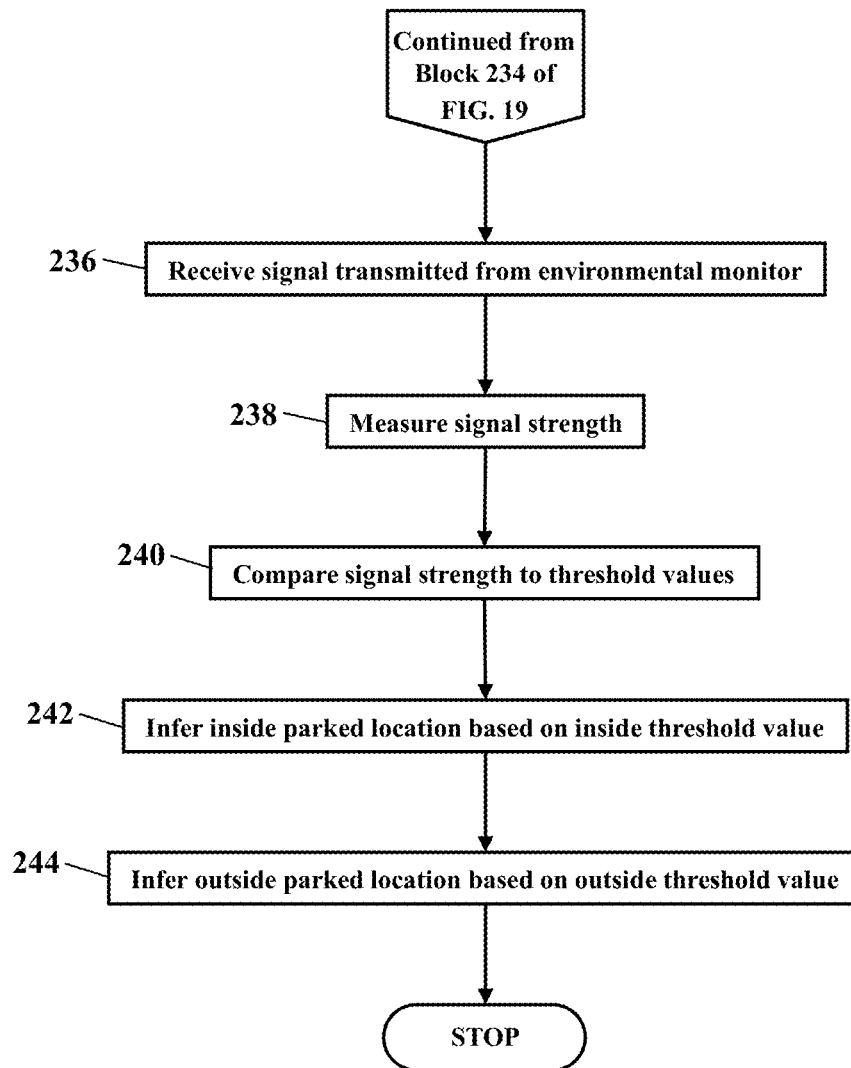 Continued from
Block 234 of
FIG. 19
236
Receive signal transmitted from environmental monitor
238
Measure signal strength
240
Compare signal strength to threshold values
242
Infer inside parked location based on inside threshold value
244
Infer outside parked location based on outside threshold value
STOP